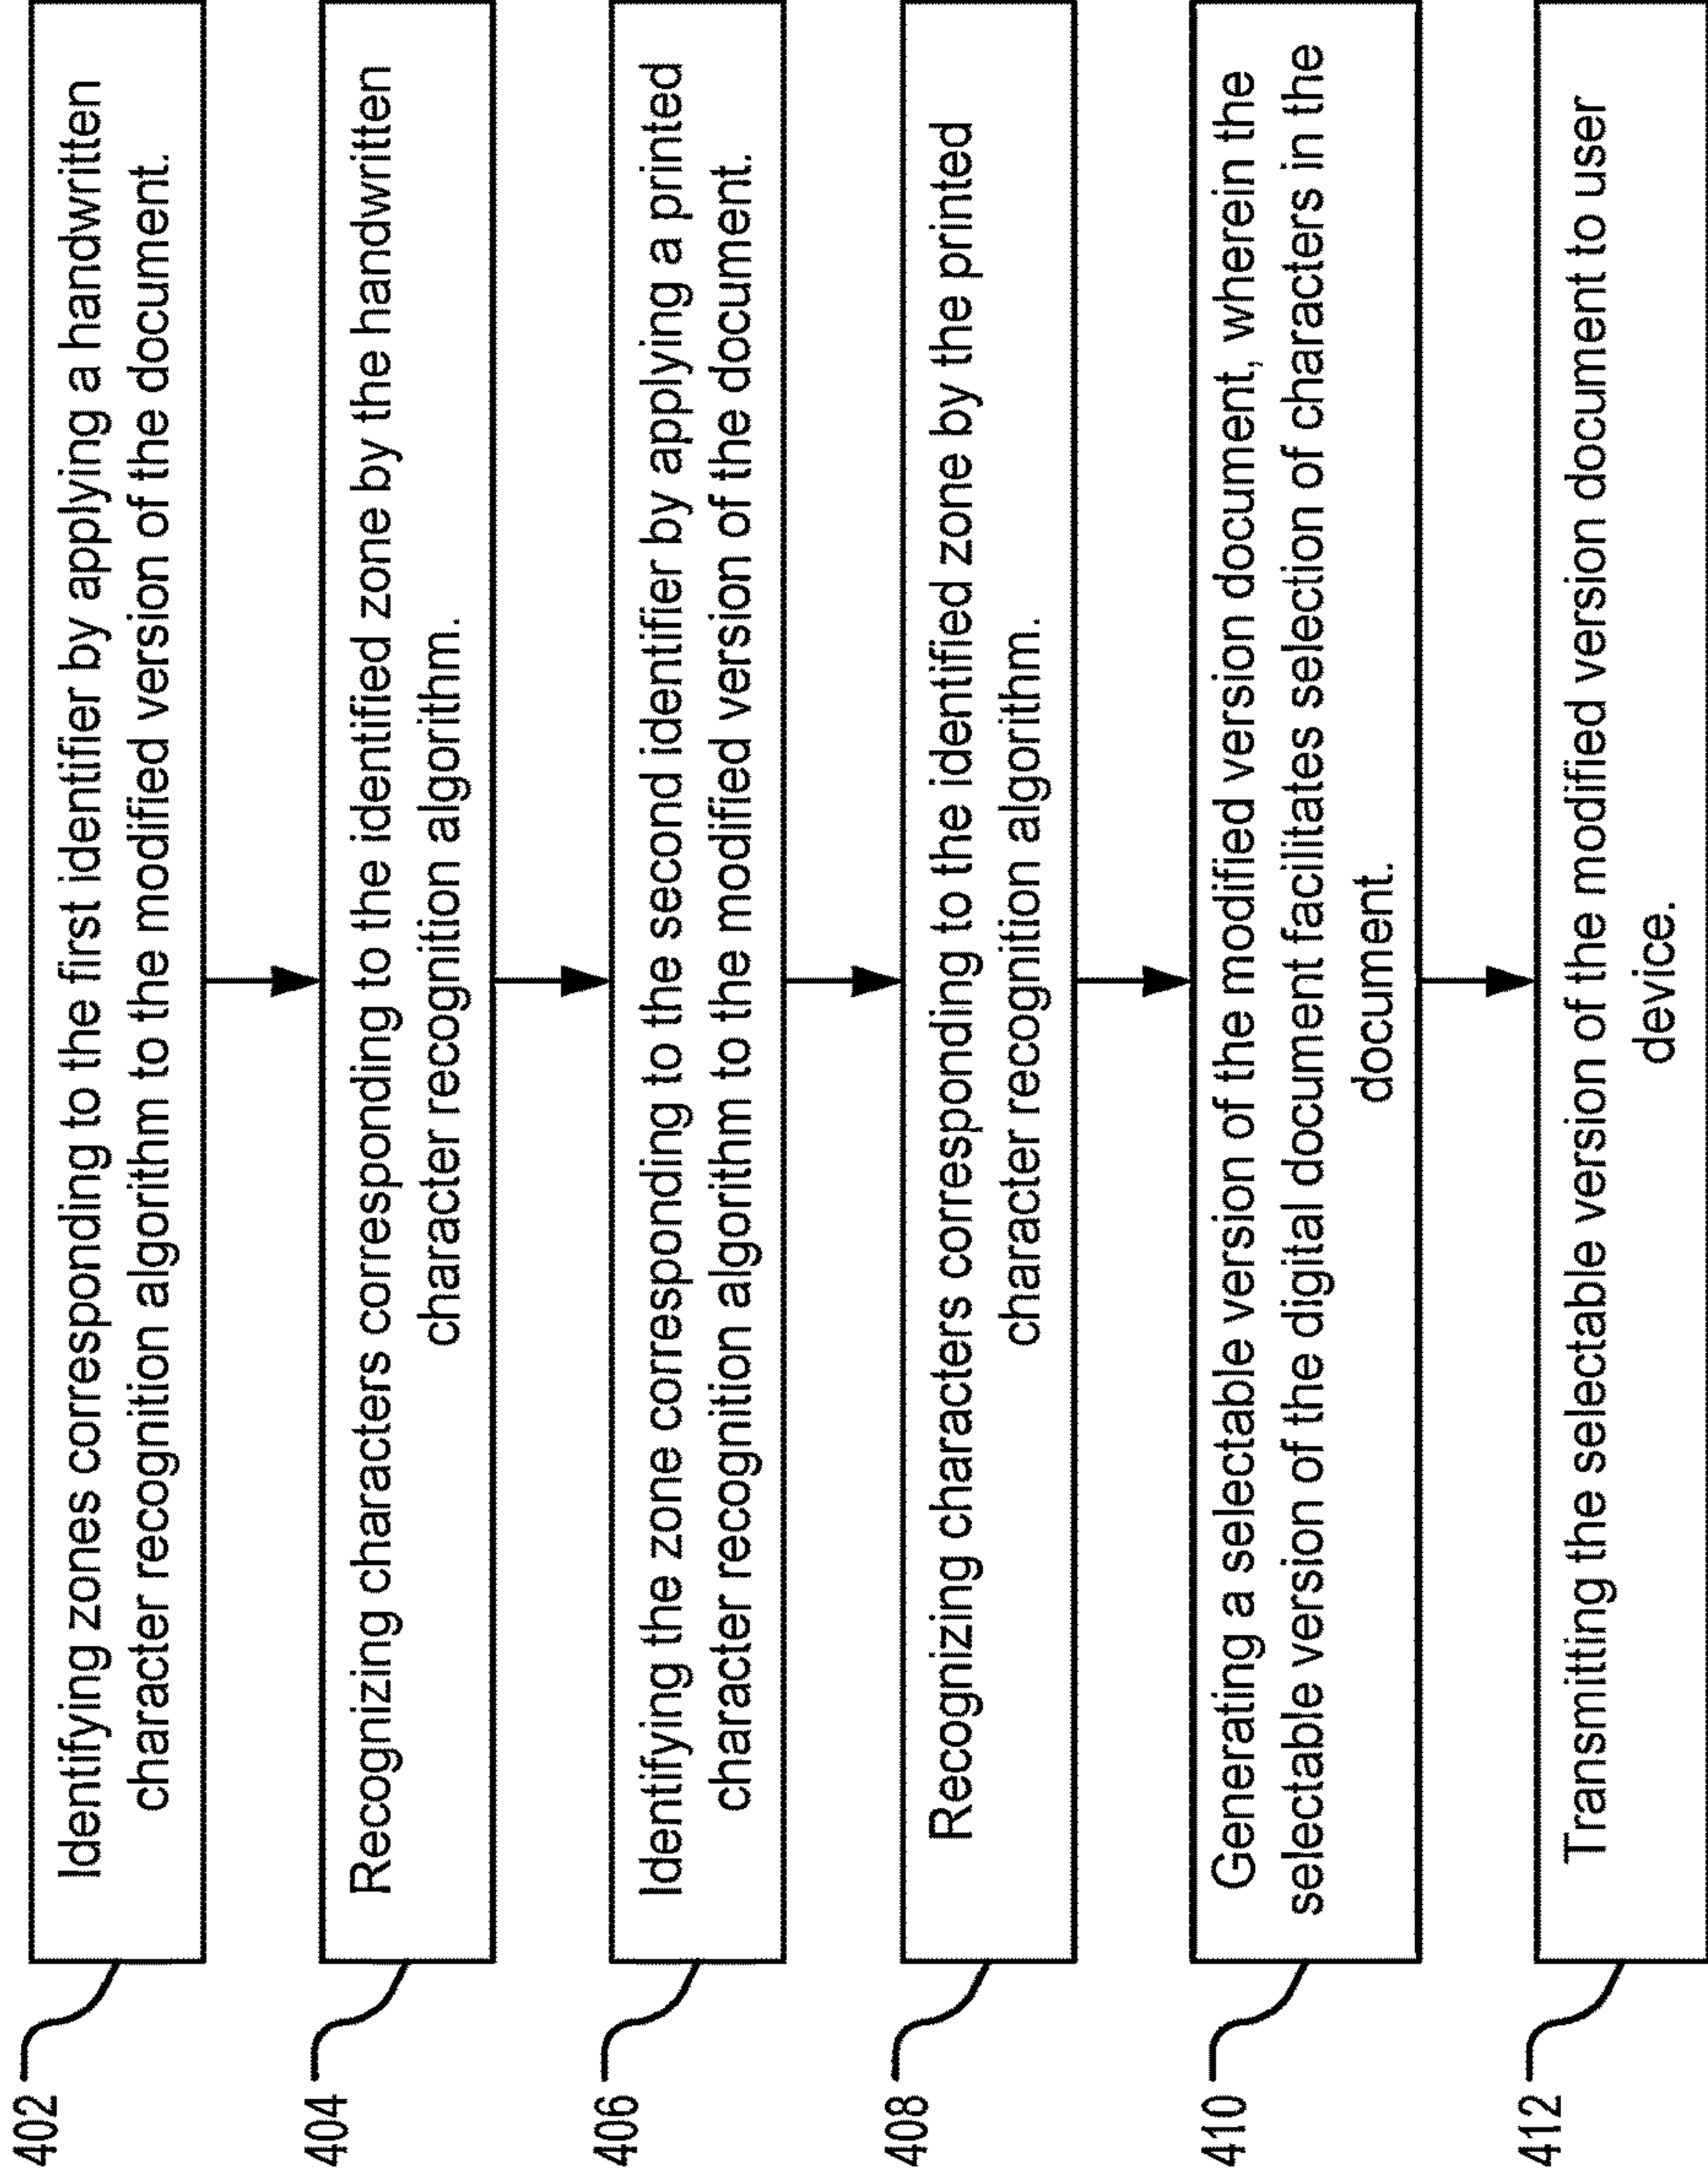 402
Identifying zones corresponding to the first identifier by applying a handwritten
character recognition algorithm to the modified version of the document.
404
Recognizing characters corresponding to the identified zone by the handwritten
character recognition algorithm.
406
Identifying the zone corresponding to the second identifier by applying a printed
character recognition algorithm to the modified version of the document.
408
Recognizing characters corresponding to the identified zone by the printed
character recognition algorithm.
410
Generating a selectable version of the modified version document, wherein the
selectable version of the digital document facilitates selection of characters in the
document.
412
Transmitting the selectable version of the modified version document to user
device.